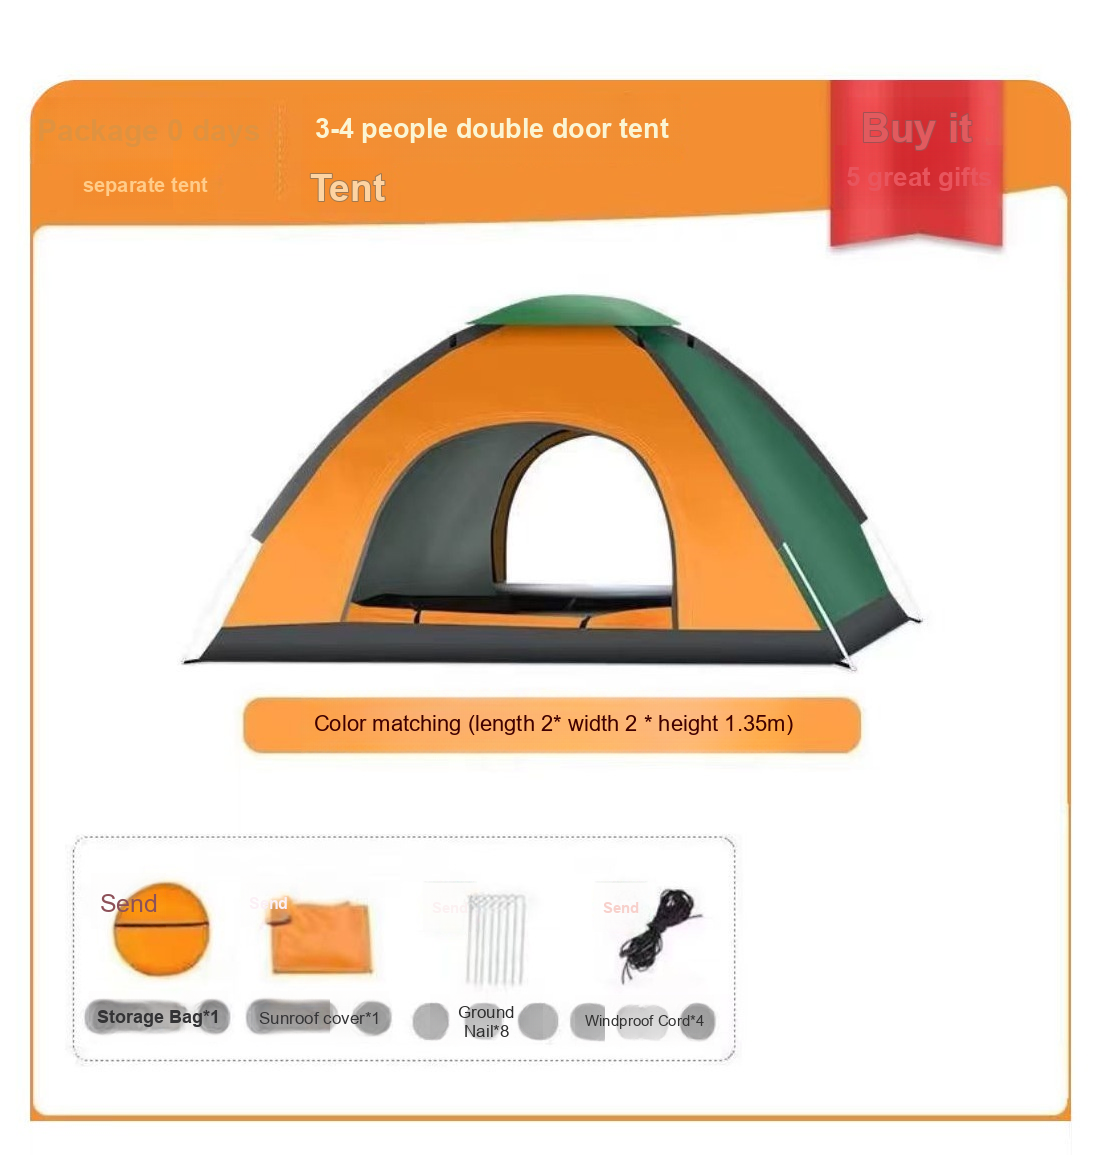 Package 0 days
separate tent
3-4 people double door tent
Tent
Buy it
5 great gifts
Color matching (length 2* width 2 * height 1.35m)
Send
Send
Send
Send
Storage Bag*1
Sunroof cover*1
Ground
Nail*8
Windproof Cord*4